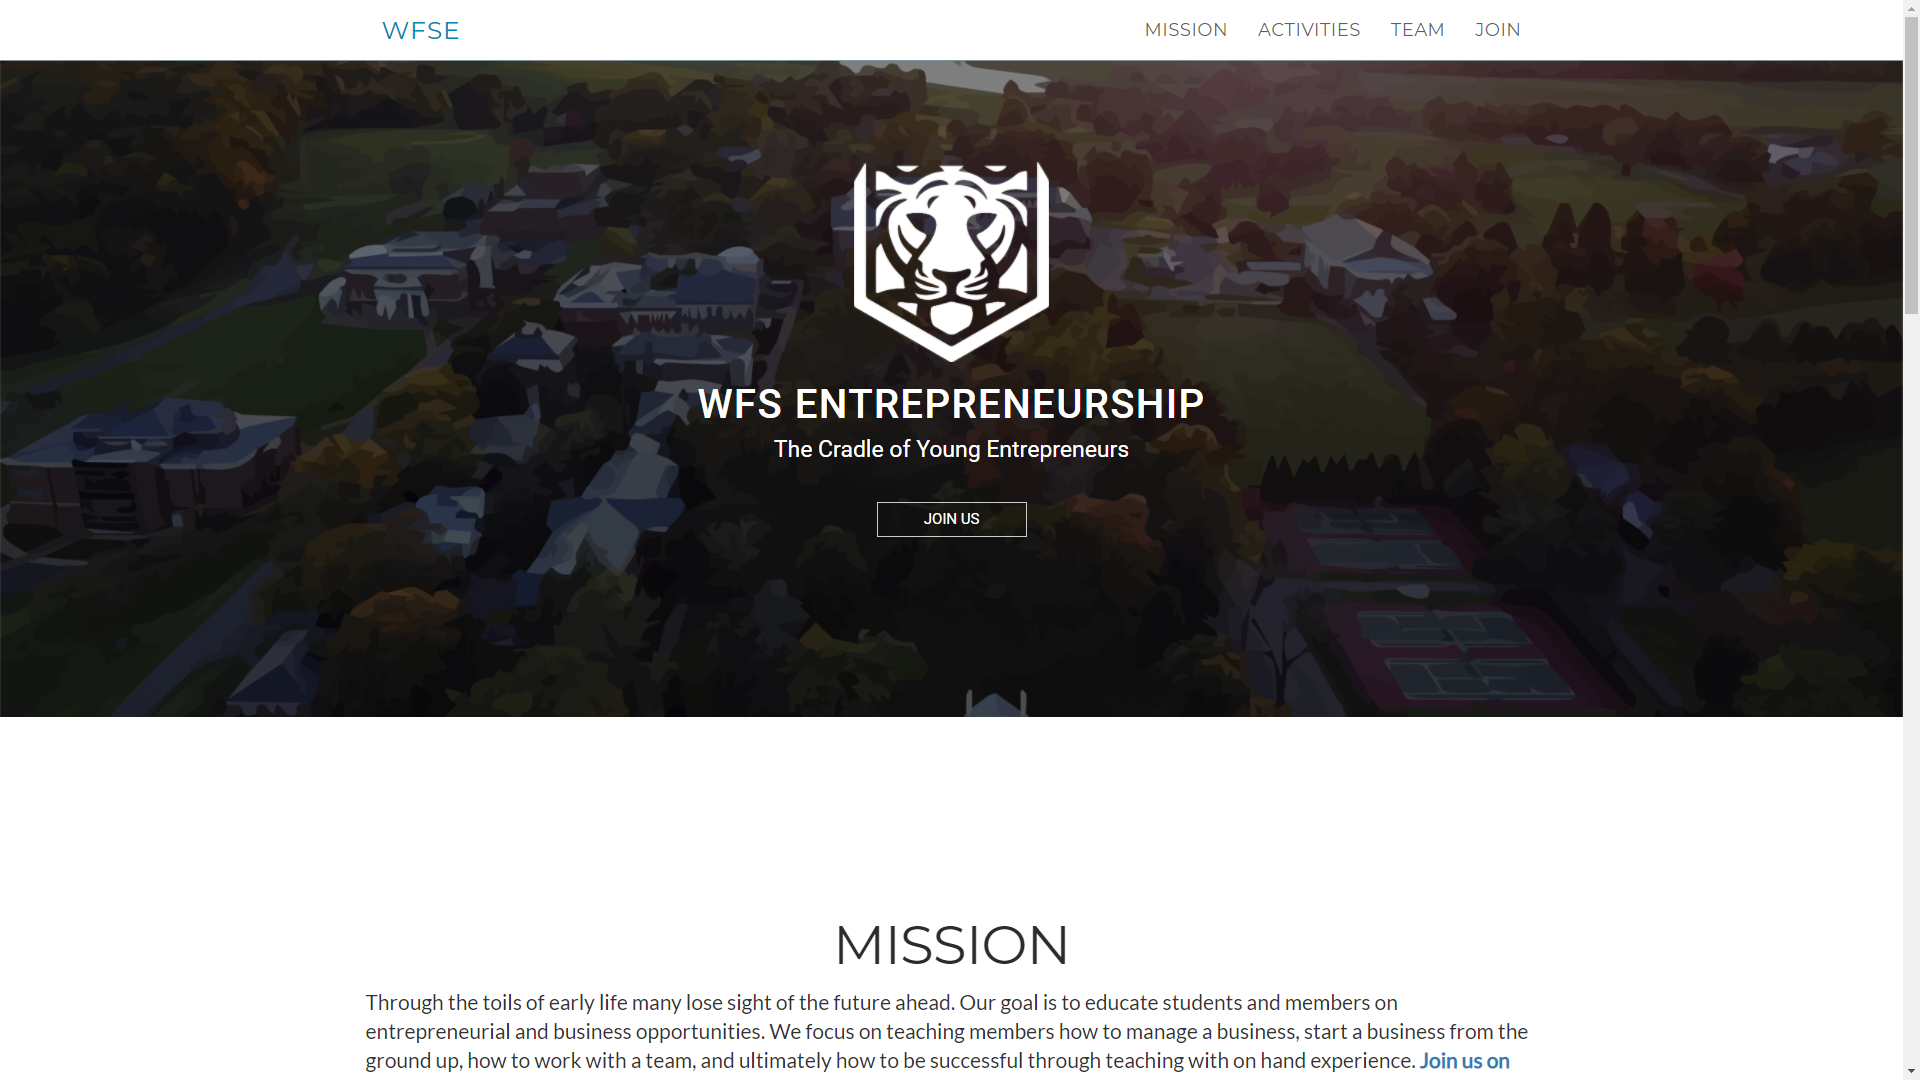 WFSE
MISSION ACTIVITIES TEAM JOIN
WFS ENTREPRENEURSHIP
The Cradle of Young Entrepreneurs
JOIN US
MISSION
Through the toils of early life many lose sight of the future ahead. Our goal is to educate students and members on
entrepreneurial and business opportunities. We focus on teaching members how to manage a business, start a business from the
ground up, how to work with a team, and ultimately how to be successful through teaching with on hand experience. Join us on